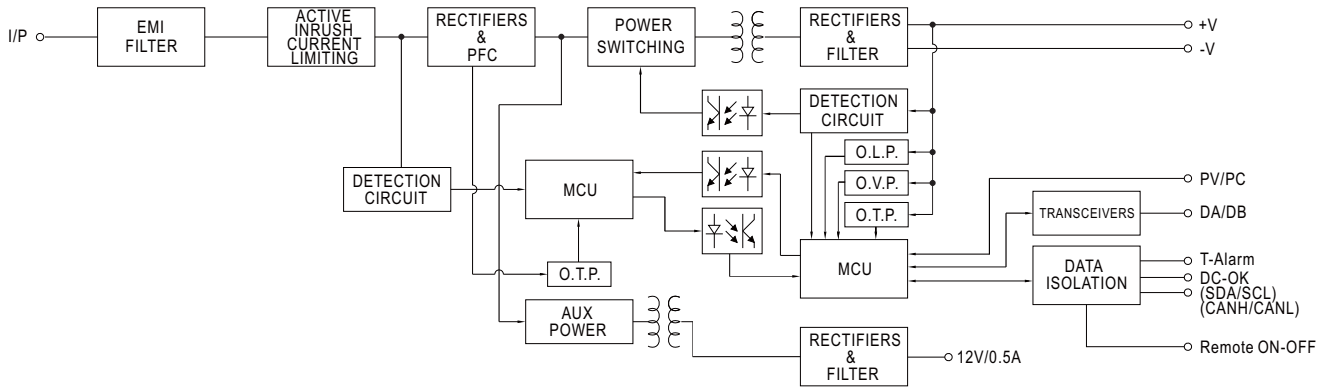 I/P
EMI
FILTER
ACTIVE
INRUSH
CURRENT
LIMITING
RECTIFIERS
&
PFC
POWER
SWITCHING
RECTIFIERS
&
FILTER
+V
-V
DETECTION
CIRCUIT
O.L.P.
O.V.P.
O.T.P.
DETECTION
CIRCUIT
MCU
O.T.P.
MCU
PV/PC
TRANSCEIVERS
DA/DB
DATA
ISOLATION
T-Alarm
DC-OK
(SDA/SCL)
(CANH/CANL)
Remote ON-OFF
AUX
POWER
RECTIFIERS
&
FILTER
12V/0.5A